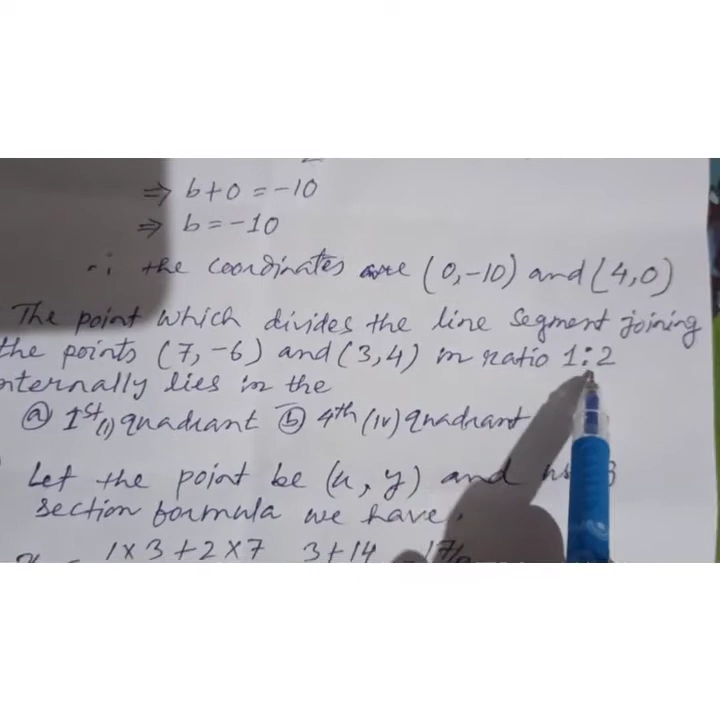 ⇒ b+0 = -10
⇒ b = -10
∴ the coordinates are (0,-10) and (4,0)
The point which divides the line segment joining
the points (7,-6) and (3,4) in ratio 1:2
nternally lies in the
ⓐ 1st (I) quadrant ⓑ 4th (IV) quadrant
Let the point be (x, y) and
section formula we have,
1×3+2×7 3+14 17/